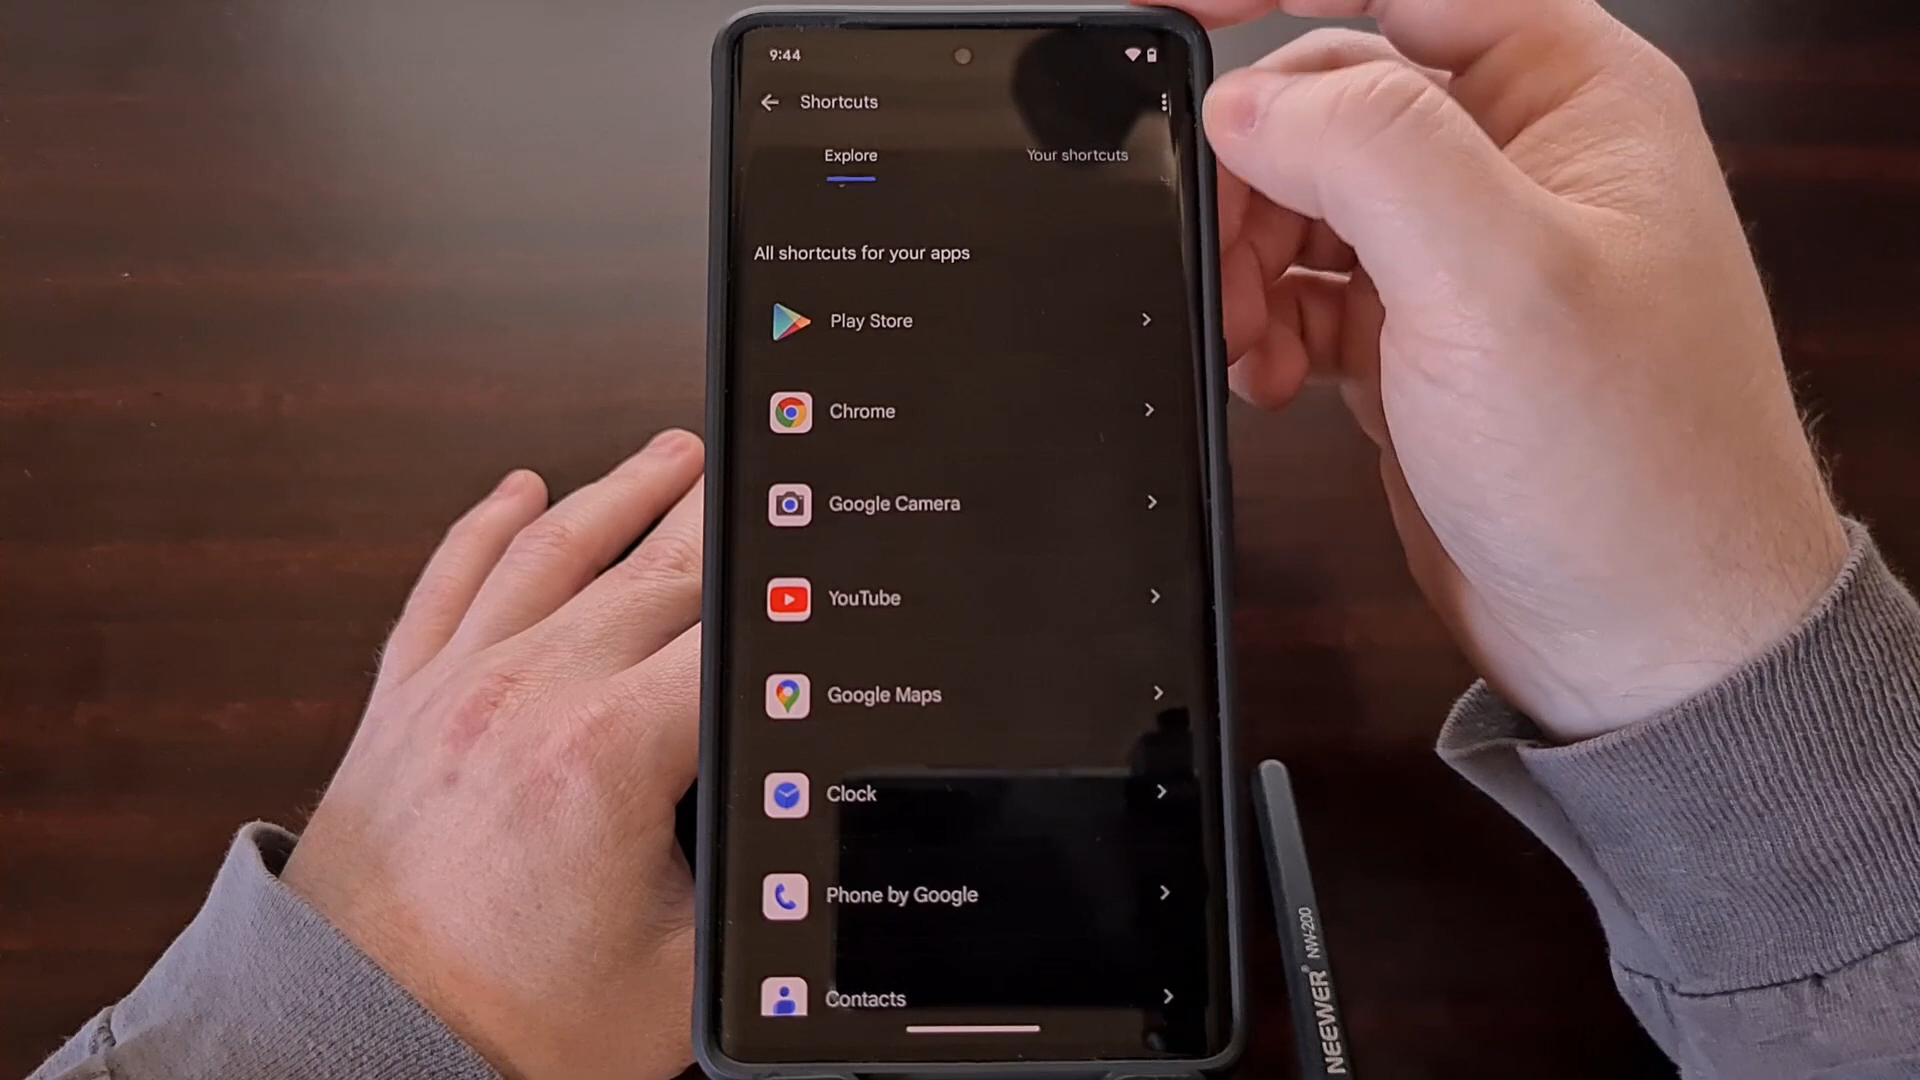 9:44
Shortcuts
Explore
Your shortcuts
All shortcuts for your apps
Play Store
Chrome
Google Camera
YouTube
Google Maps
Clock
Phone by Google
Contacts
NEEWER® NW-200